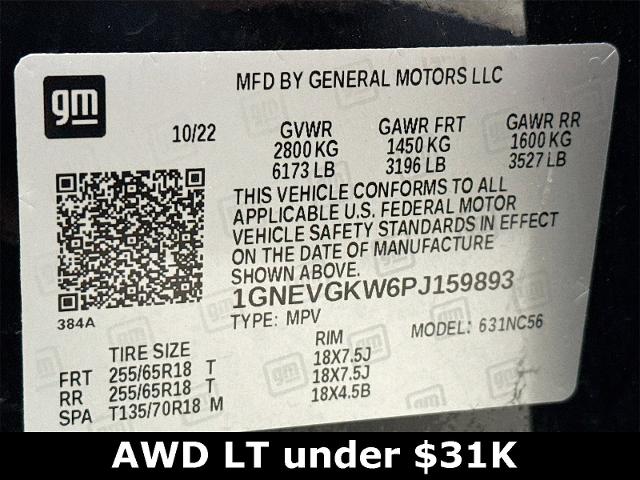 gm
MFD BY GENERAL MOTORS LLC
10/22 GVWR GAWR FRT GAWR RR
2800 KG 1450 KG 1600 KG
6173 LB 3196 LB 3527 LB
THIS VEHICLE CONFORMS TO ALL
APPLICABLE U.S. FEDERAL MOTOR
VEHICLE SAFETY STANDARDS IN EFFECT
ON THE DATE OF MANUFACTURE
SHOWN ABOVE.
384A
1GNEVGKW6PJ159893
TYPE: MPV MODEL: 631NC56
TIRE SIZE RIM
FRT 255/65R18 T 18X7.5J
RR 255/65R18 T 18X7.5J
SPA T135/70R18 M 18X4.5B
AWD LT under $31K